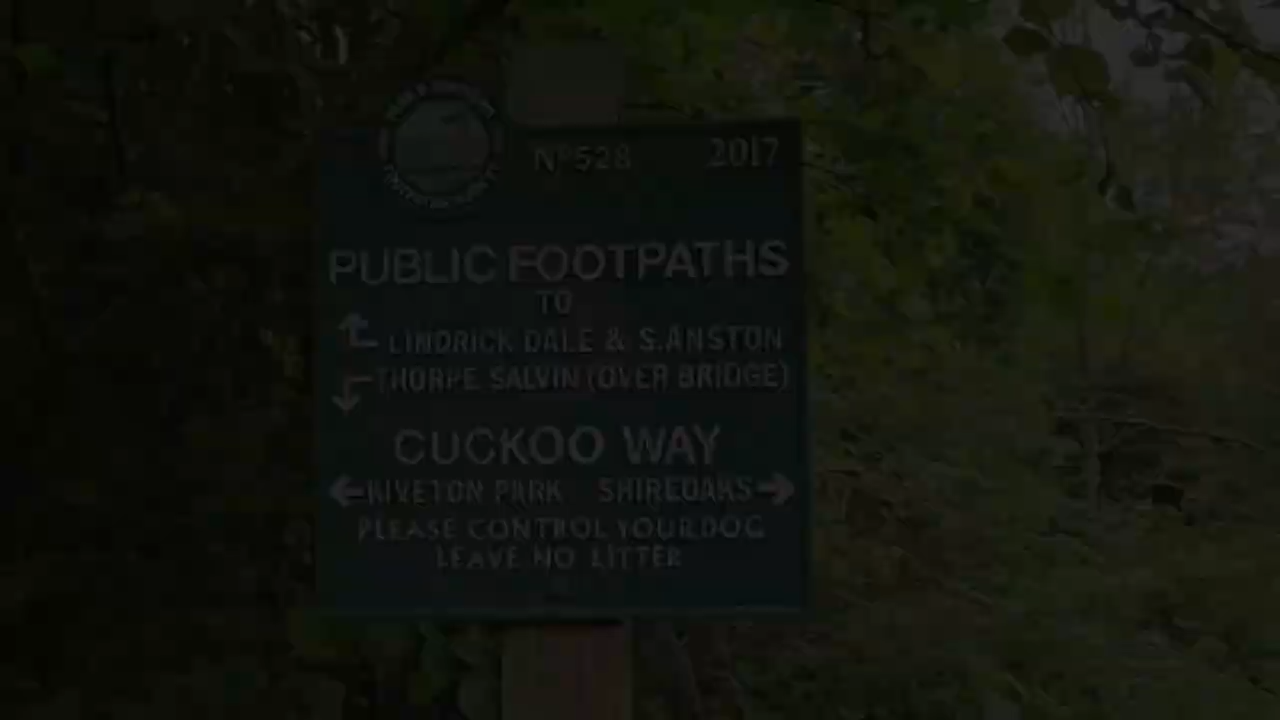 No 528 2017
PUBLIC FOOTPATHS
TO
LINDRICK DALE & S.ANSTON
THORPE SALVIN (OVER BRIDGE)
CUCKOO WAY
KIVETON PARK SHIREOAKS
PLEASE CONTROL YOUR DOG
LEAVE NO LITTER